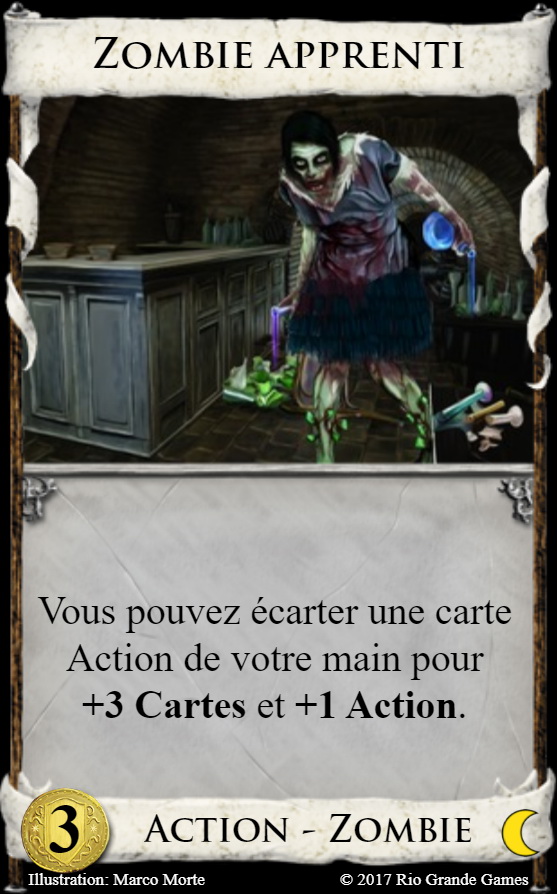 Zombie apprenti
Vous pouvez écarter une carte
Action de votre main pour
+3 Cartes et +1 Action.
3
Action - Zombie
Illustration: Marco Morte
© 2017 Rio Grande Games